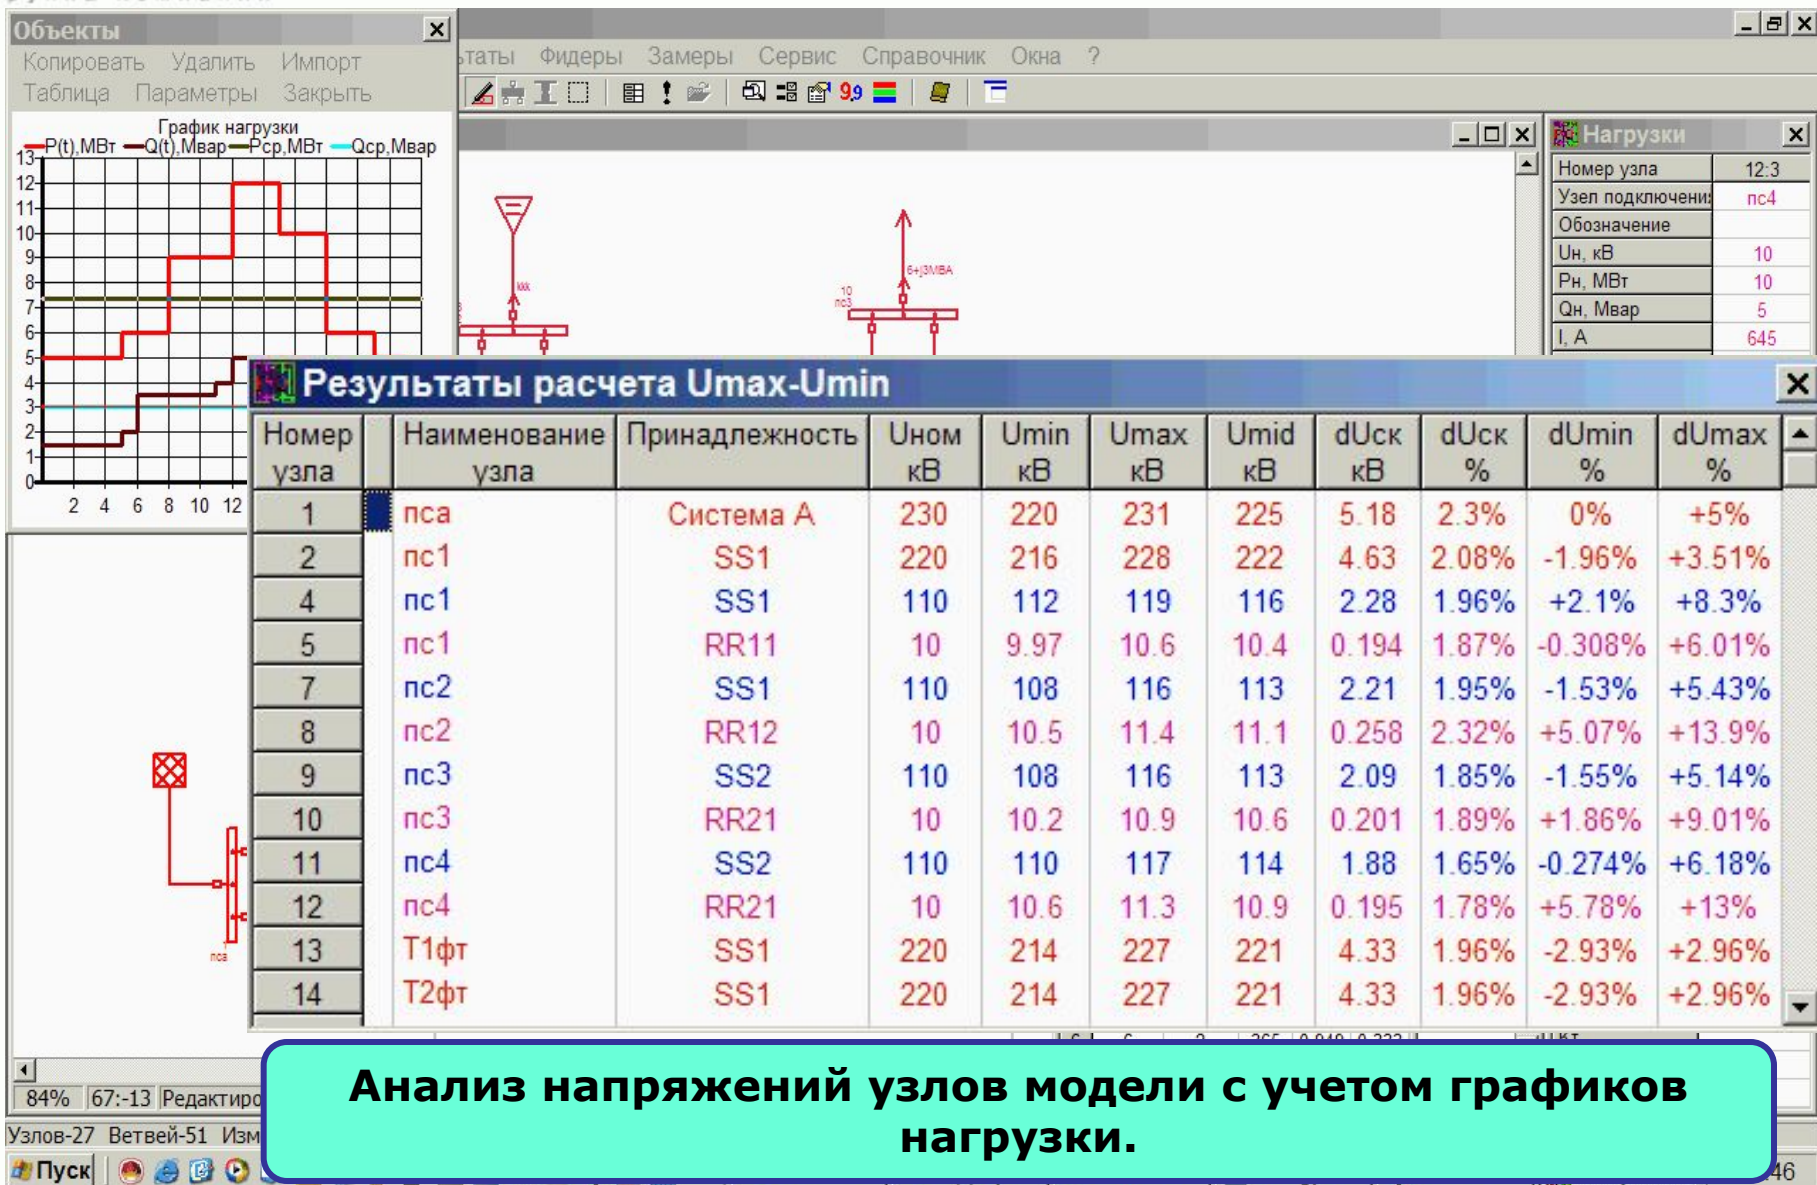 Объекты
Копировать Удалить Импорт
Таблица Параметры Закрыть
График нагрузки
P(t),МВт Q(t),Мвар Pср,МВт Qср,Мвар
13
12
11
10
9
8
7
6
5
4
3
2
1
0
2 4 6 8 10 12
Фидеры Замеры Сервис Справочник Окна ?
9,9
kkk
6+j3МВА
10
пс3
Нагрузки
Номер узла 12:3
Узел подключени пс4
Обозначение
Uн, кВ 10
Pн, МВт 10
Qн, Мвар 5
I, А 645
Результаты расчета Umax-Umin
Номер узла Наименование узла Принадлежность Uном кВ Umin кВ Umax кВ Umid кВ dUск кВ dUск % dUmin % dUmax %
1 пса Система А 230 220 231 225 5.18 2.3% 0% +5%
2 пс1 SS1 220 216 228 222 4.63 2.08% -1.96% +3.51%
4 пс1 SS1 110 112 119 116 2.28 1.96% +2.1% +8.3%
5 пс1 RR11 10 9.97 10.6 10.4 0.194 1.87% -0.308% +6.01%
7 пс2 SS1 110 108 116 113 2.21 1.95% -1.53% +5.43%
8 пс2 RR12 10 10.5 11.4 11.1 0.258 2.32% +5.07% +13.9%
9 пс3 SS2 110 108 116 113 2.09 1.85% -1.55% +5.14%
10 пс3 RR21 10 10.2 10.9 10.6 0.201 1.89% +1.86% +9.01%
11 пс4 SS2 110 110 117 114 1.88 1.65% -0.274% +6.18%
12 пс4 RR21 10 10.6 11.3 10.9 0.195 1.78% +5.78% +13%
13 Т1фт SS1 220 214 227 221 4.33 1.96% -2.93% +2.96%
14 Т2фт SS1 220 214 227 221 4.33 1.96% -2.93% +2.96%
пса
84% 67:-13 Редактиро
Узлов-27 Ветвей-51 Изм
Пуск
46
Анализ напряжений узлов модели с учетом графиков
нагрузки.